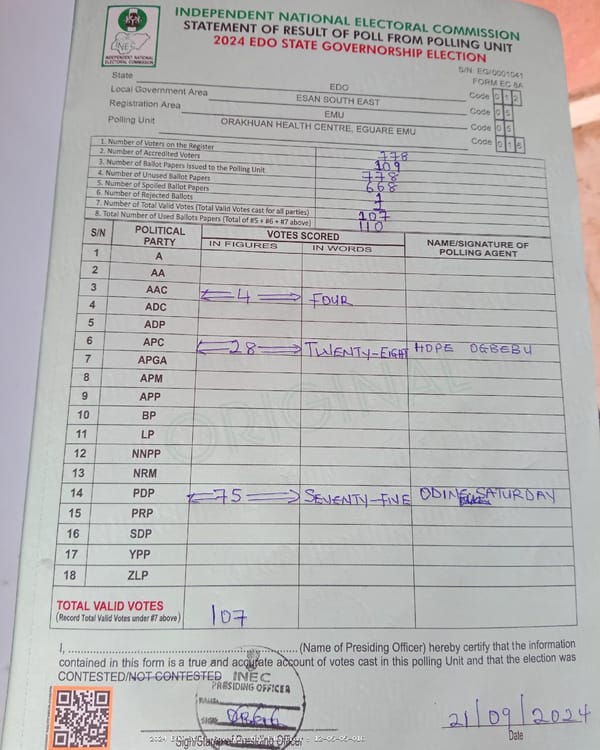 INDEPENDENT NATIONAL ELECTORAL COMMISSION
STATEMENT OF RESULT OF POLL FROM POLLING UNIT
2024 EDO STATE GOVERNORSHIP ELECTION
INEC
INDEPENDENT NATIONAL
ELECTORAL COMMISSION
S/N: EG/0001041
FORM EC 8A
State EDO Code 0 1 2
Local Government Area ESAN SOUTH EAST Code 0 5
Registration Area EMU Code 0 5
Polling Unit ORAKHUAN HEALTH CENTRE, EGUARE EMU Code 0 1 6
1. Number of Voters on the Register 778
2. Number of Accredited Voters 109
3. Number of Ballot Papers Issued to the Polling Unit 778
4. Number of Unused Ballot Papers 668
5. Number of Spoiled Ballot Papers 1
6. Number of Rejected Ballots
7. Number of Total Valid Votes (Total Valid Votes cast for all parties) 107
8. Total Number of Used Ballots Papers (Total of #5 + #6 + #7 above) 110
S/N POLITICAL PARTY VOTES SCORED NAME/SIGNATURE OF POLLING AGENT
IN FIGURES IN WORDS
1 A
2 AA
3 AAC 4 FOUR
4 ADC
5 ADP
6 APC 28 TWENTY-EIGHT HOPE OGBEBU
7 APGA
8 APM
9 APP
10 BP
11 LP
12 NNPP
13 NRM
14 PDP 75 SEVENTY-FIVE ODINE SATURDAY
15 PRP
16 SDP
17 YPP
18 ZLP
ORIGINAL
TOTAL VALID VOTES 107
(Record Total Valid Votes under #7 above)
I, ................................................ (Name of Presiding Officer) hereby certify that the information
contained in this form is a true and accurate account of votes cast in this polling Unit and that the election was
CONTESTED/NOT CONTESTED
INEC
PRESIDING OFFICER
NAME
SIGN
21/09/2024
Sign/Stamp of Presiding Officer
Date